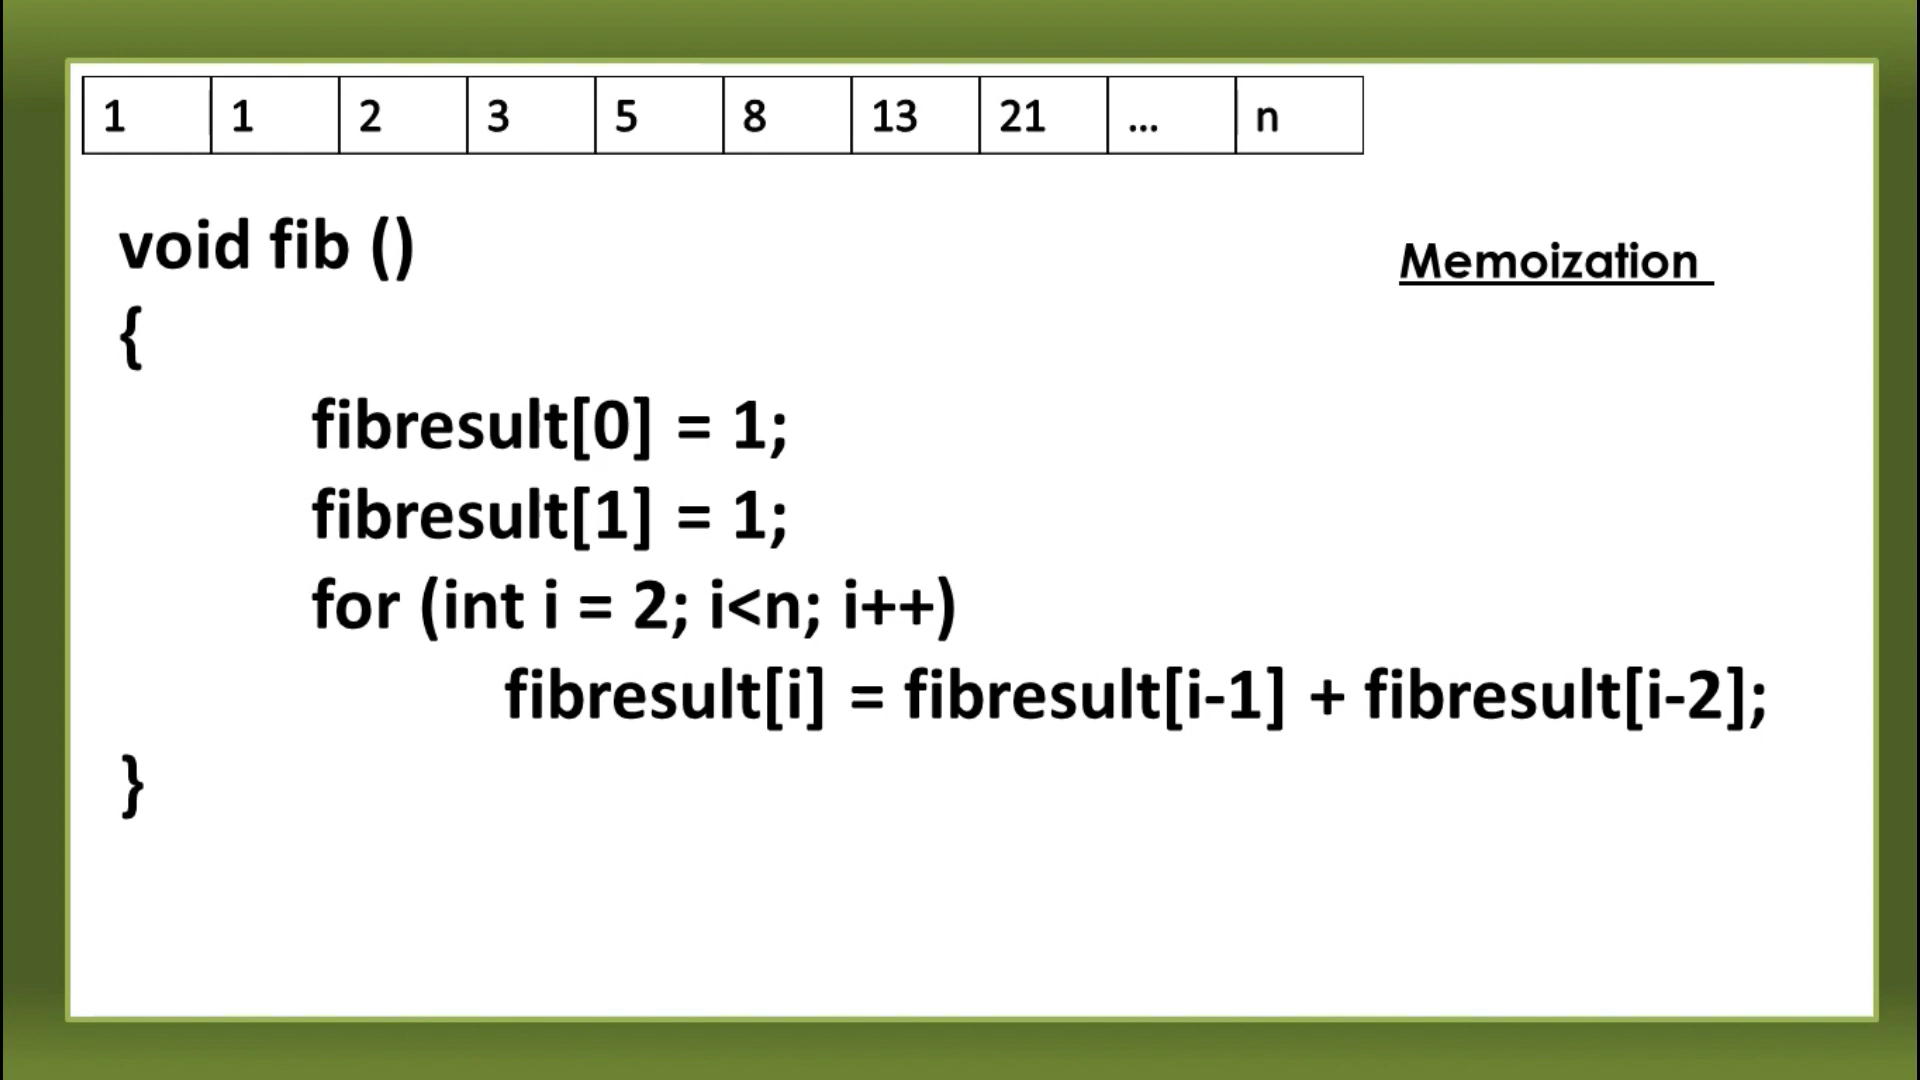 1 1 2 3 5 8 13 21 ... n
void fib ()
Memoization
{
fibresult[0] = 1;
fibresult[1] = 1;
for (int i = 2; i<n; i++)
fibresult[i] = fibresult[i-1] + fibresult[i-2];
}